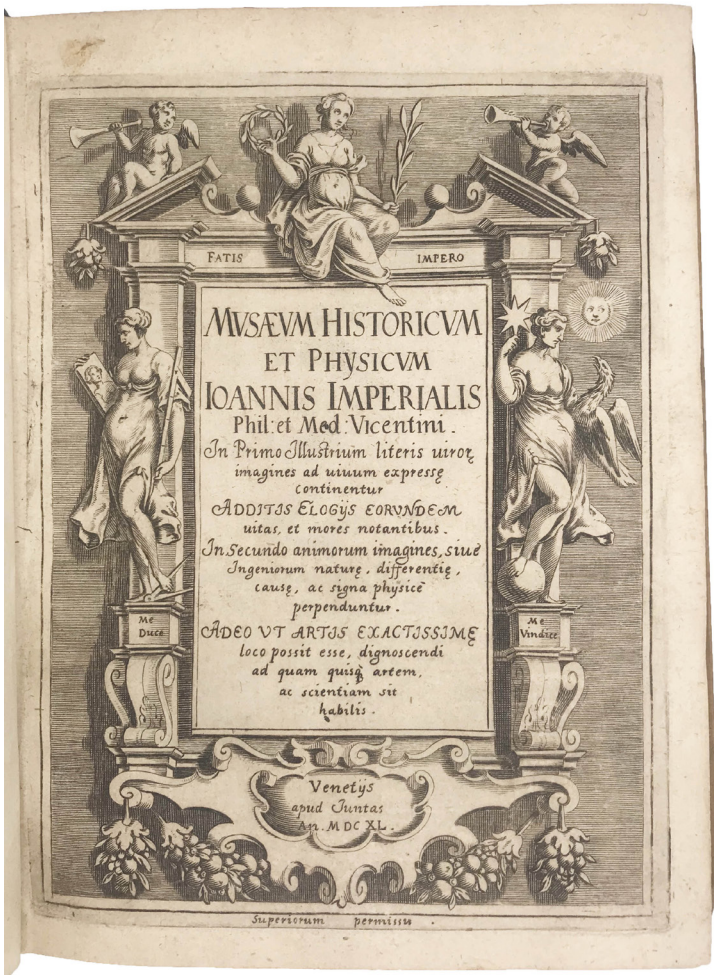 FATIS IMPERO
MVSÆVM HISTORICVM
ET PHYSICVM
IOANNIS IMPERIALIS
Phil: et Med: Vicentini.
In Primo Illustrium literis uiroꝝ
imagines ad uiuum expressę
continentur
ADDITIS ELOGIJS EORVNDEM
uitas, et mores notantibus.
In Secundo animorum imagines, siue
Ingeniorum naturę, differentię,
causę, ac signa physicè
perpenduntur.
ADEO VT ARTIS EXACTISSIMĘ
loco possit esse, dignoscendi
ad quam quisq; artem,
ac scientiam sit
habilis.
Me
Duce
Me
Vindice
Venetijs
apud Iuntas
An. MDCXL.
Superiorum permissu.